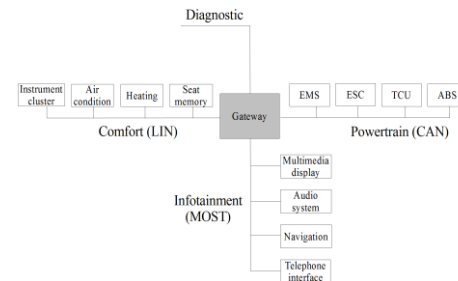 Diagnostic
Instrument
cluster
Air
condition
Heating
Seat
memory
Gateway
EMS
ESC
TCU
ABS
Comfort (LIN)
Powertrain (CAN)
Infotainment
(MOST)
Multimedia
display
Audio
system
Navigation
Telephone
interface